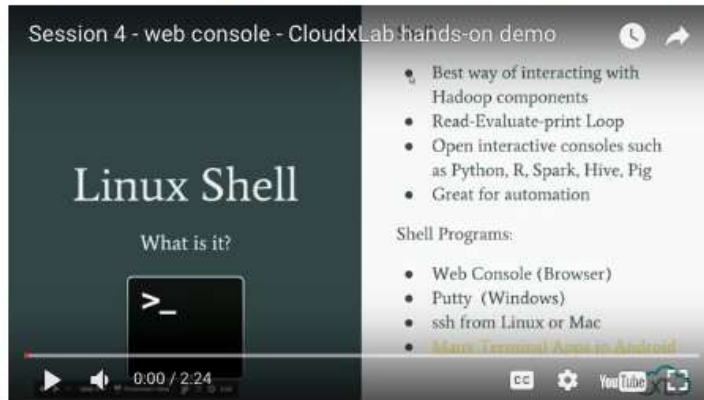 Session 4 - web console - CloudxLab hands-on demo
Linux Shell
What is it?
>_
● Best way of interacting with
Hadoop components
● Read-Evaluate-print Loop
● Open interactive consoles such
as Python, R, Spark, Hive, Pig
● Great for automation
Shell Programs:
● Web Console (Browser)
● Putty (Windows)
● ssh from Linux or Mac
● Many Terminal Apps in Android
0:00 / 2:24
CC
YouTube